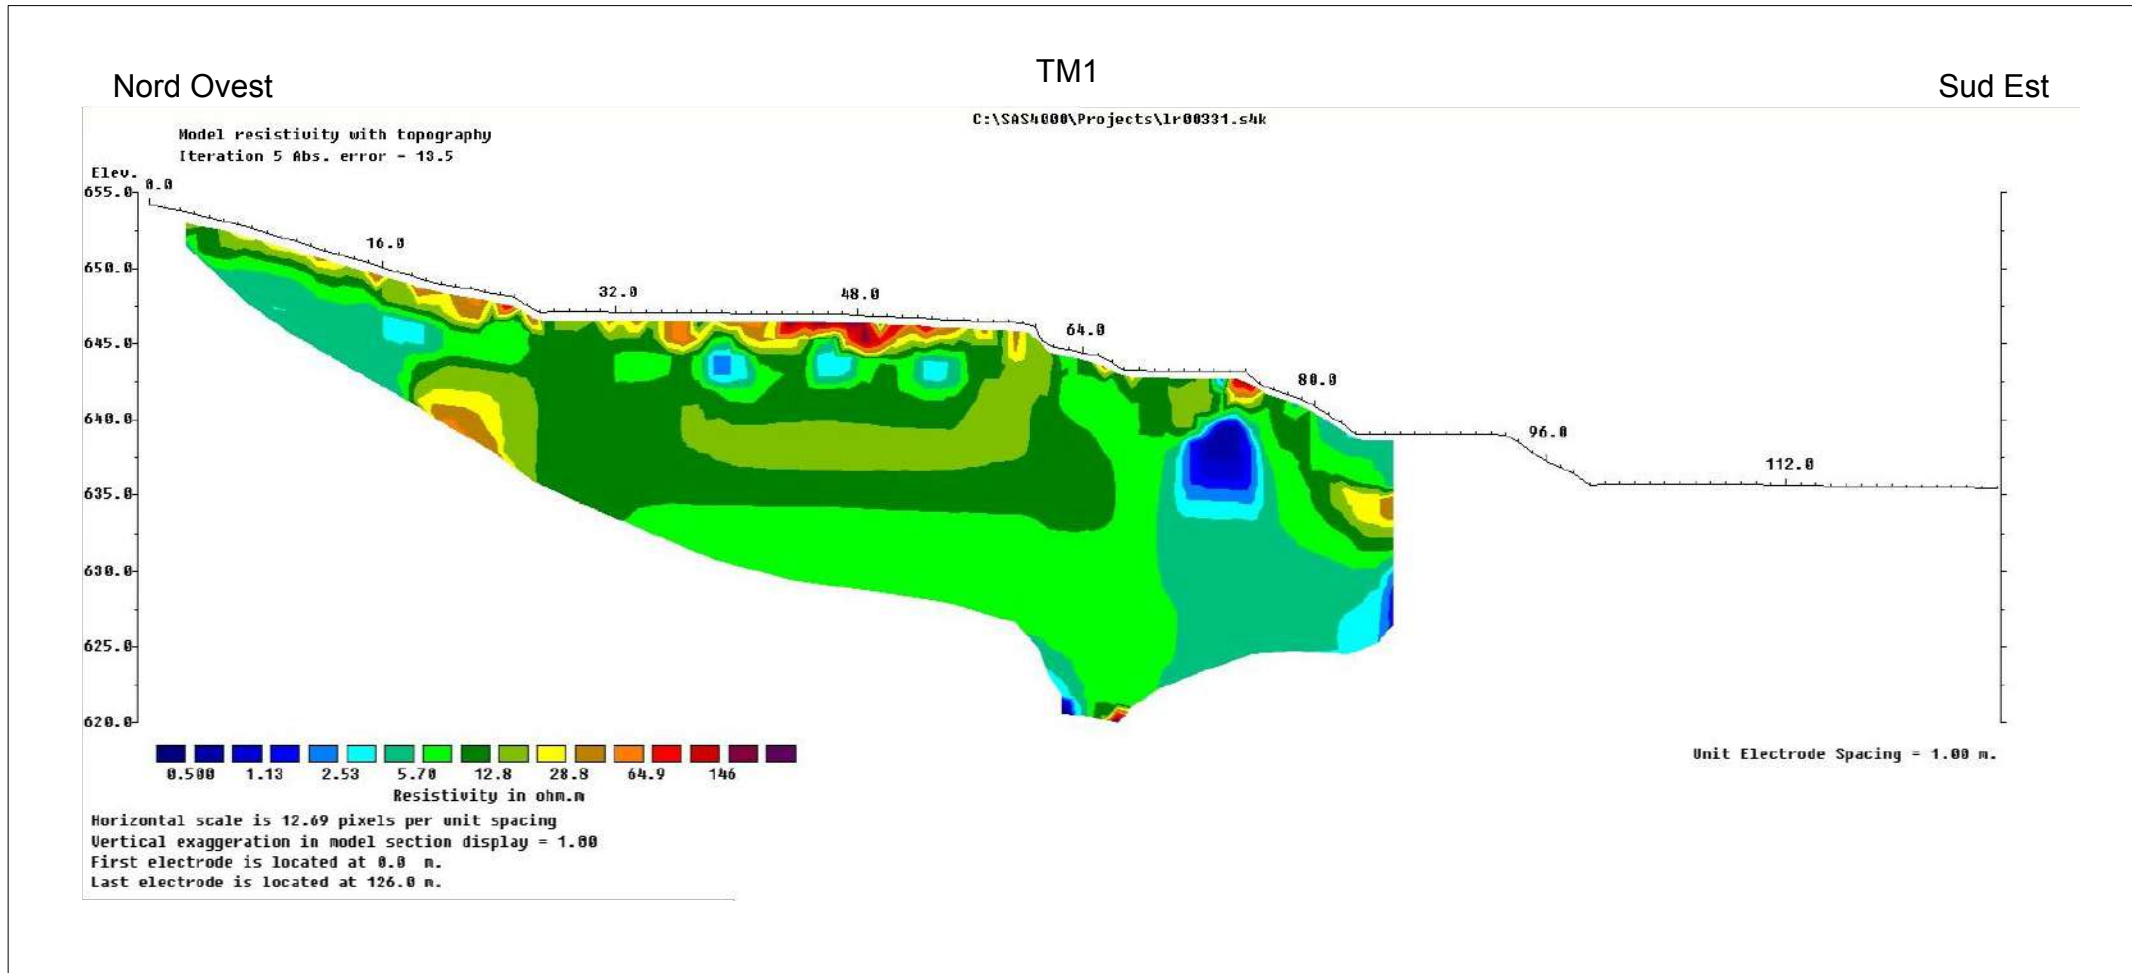 Nord Ovest
TM1
Sud Est
C:\SAS4000\Projects\lr00331.s4k
Model resistivity with topography
Iteration 5 Abs. error = 13.5
Elev.
0.0
655.0
16.0
650.0
32.0
48.0
645.0
64.0
80.0
640.0
96.0
112.0
635.0
630.0
625.0
620.0
Unit Electrode Spacing = 1.00 m.
0.500 1.13 2.53 5.70 12.8 28.8 64.9 146
Resistivity in ohm.m
Horizontal scale is 12.69 pixels per unit spacing
Vertical exaggeration in model section display = 1.00
First electrode is located at 0.0 m.
Last electrode is located at 126.0 m.